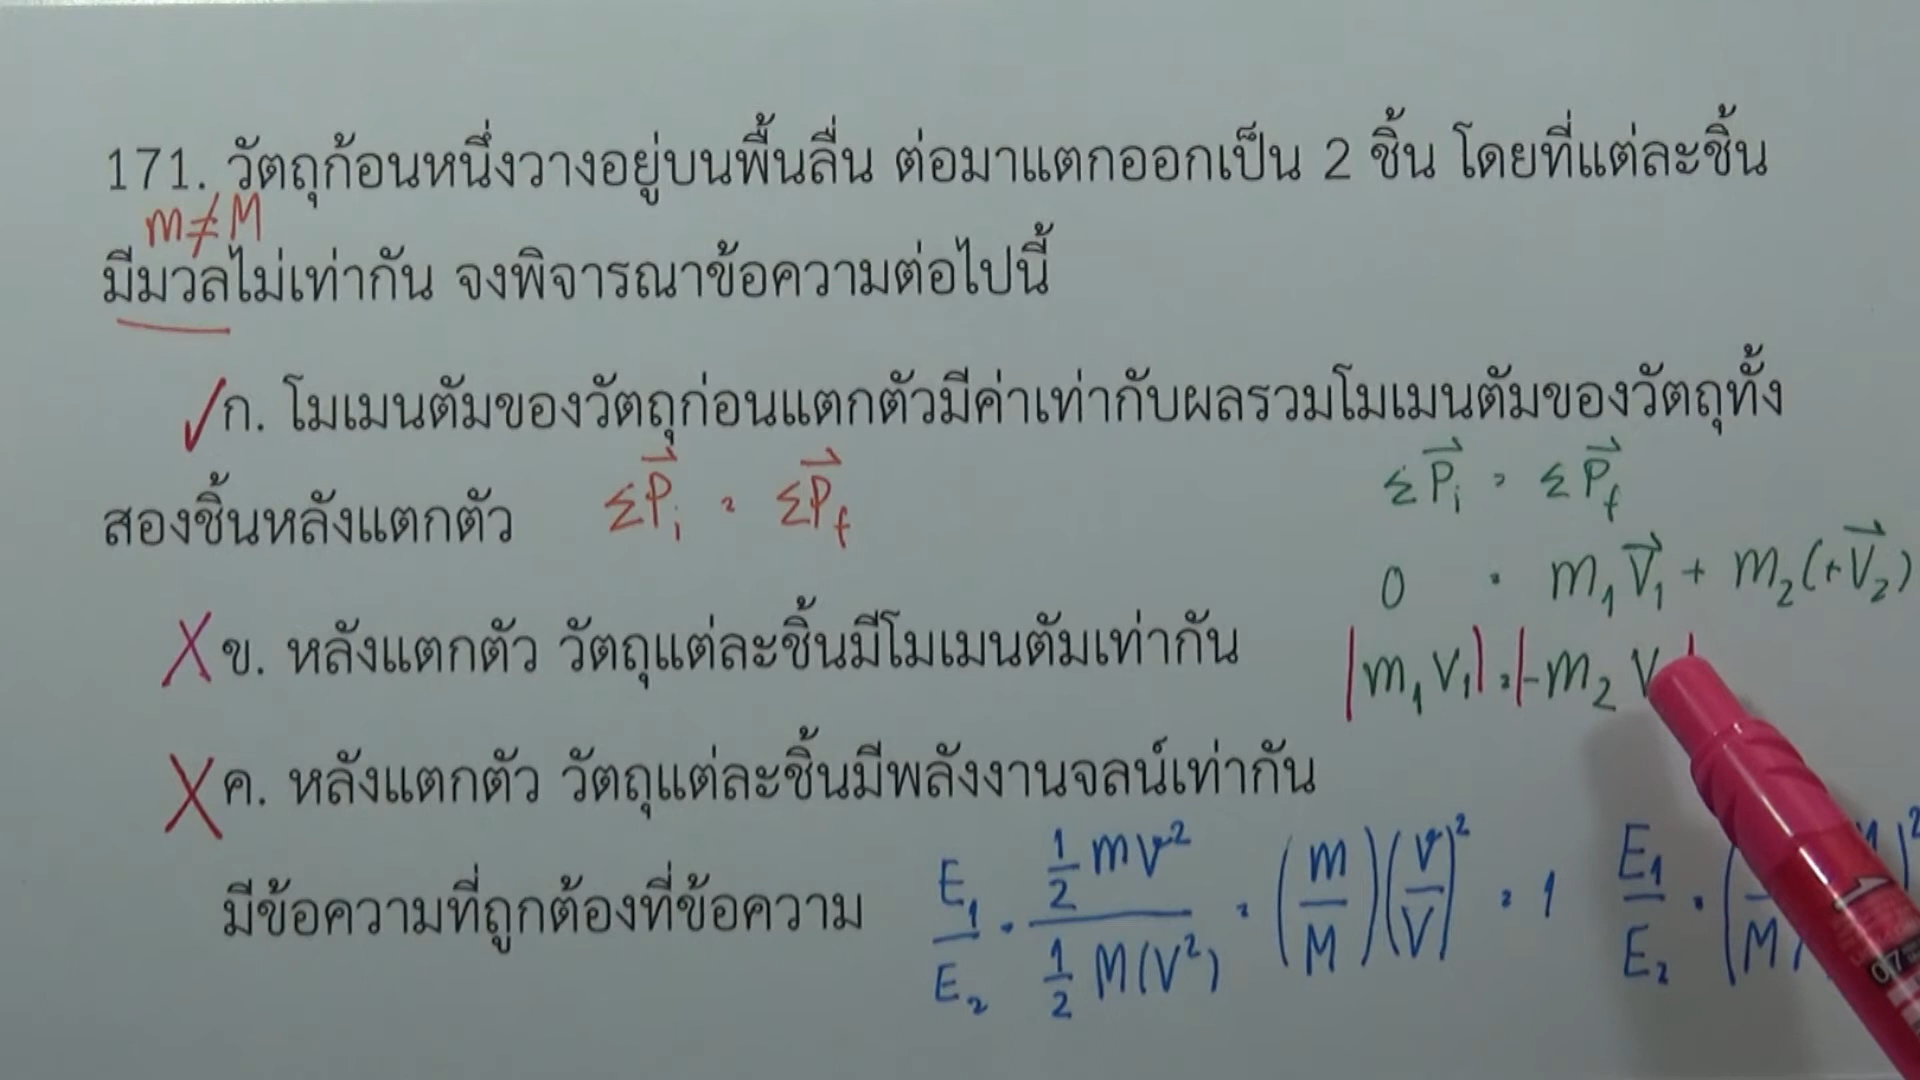 171. วัตถุก้อนหนึ่งวางอยู่บนพื้นลื่น ต่อมาแตกออกเป็น 2 ชิ้น โดยที่แต่ละชิ้น
m ≠ M
มีมวลไม่เท่ากัน จงพิจารณาข้อความต่อไปนี้
✓ก. โมเมนตัมของวัตถุก่อนแตกตัวมีค่าเท่ากับผลรวมโมเมนตัมของวัตถุทั้ง
สองชิ้นหลังแตกตัว
ΣP⃗i = ΣP⃗f
ΣP⃗i = ΣP⃗f
0 = m₁V⃗₁ + m₂(+V⃗₂)
Xข. หลังแตกตัว วัตถุแต่ละชิ้นมีโมเมนตัมเท่ากัน
|m₁V₁| = |-m₂V
Xค. หลังแตกตัว วัตถุแต่ละชิ้นมีพลังงานจลน์เท่ากัน
มีข้อความที่ถูกต้องที่ข้อความ
E₁/E₂ = ½mv²/½M(V²) = (m/M)(v/V)² = 1
E₁/E₂ = (
M
0.7